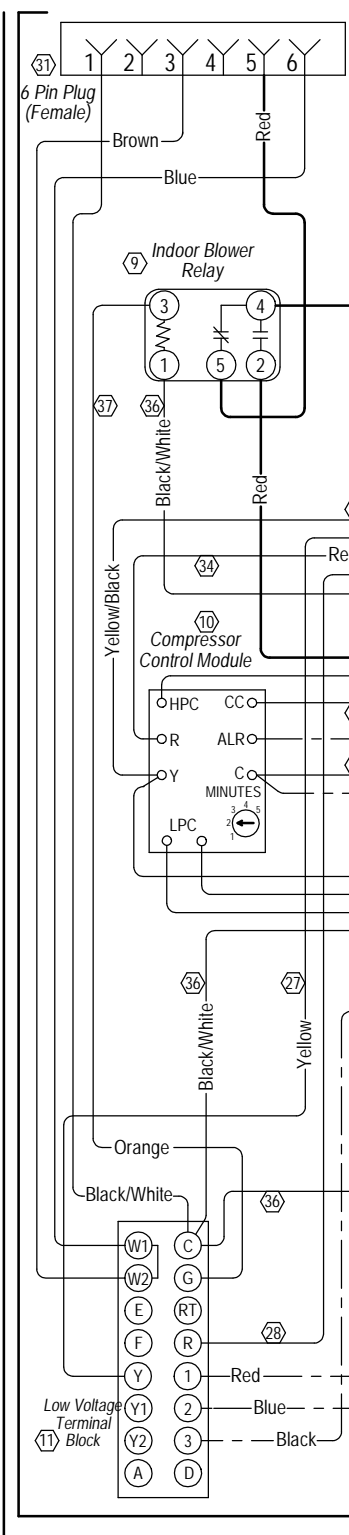 1 2 3 4 5 6
31
6 Pin Plug
(Female)
Brown
Red
Blue
9
Indoor Blower
Relay
3 4
1 5 2
37 36
Black/White
Red
34
Re
Yellow/Black
10
Compressor
Control Module
HPC CC
R ALR
Y C
MINUTES
1 2 3 4 5
LPC
36
27
Black/White
Yellow
Orange
Black/White
36
W1 C
W2 G
E RT
F R
28
Y 1 Red
Y1 2 Blue
Y2 3 Black
A D
Low Voltage
Terminal
Block
11